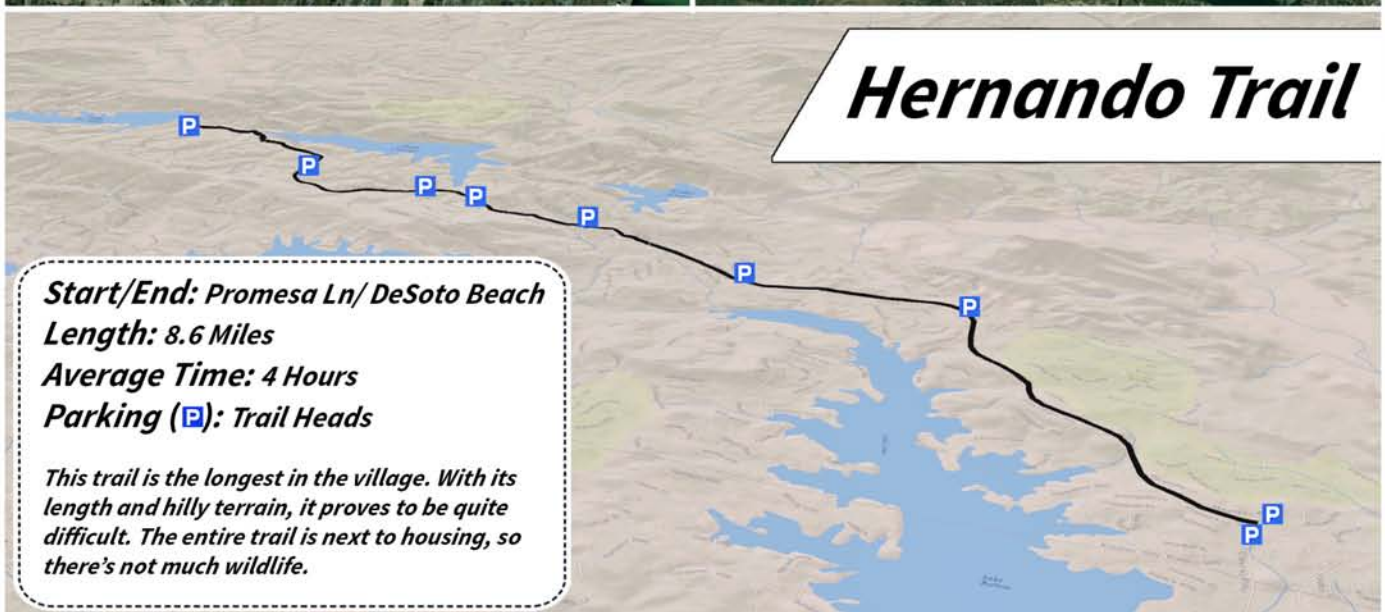 Hernando Trail
P
P
P
P
P
P
P
P
P
Start/End: Promesa Ln/ DeSoto Beach
Length: 8.6 Miles
Average Time: 4 Hours
Parking (P): Trail Heads
This trail is the longest in the village. With its
length and hilly terrain, it proves to be quite
difficult. The entire trail is next to housing, so
there’s not much wildlife.